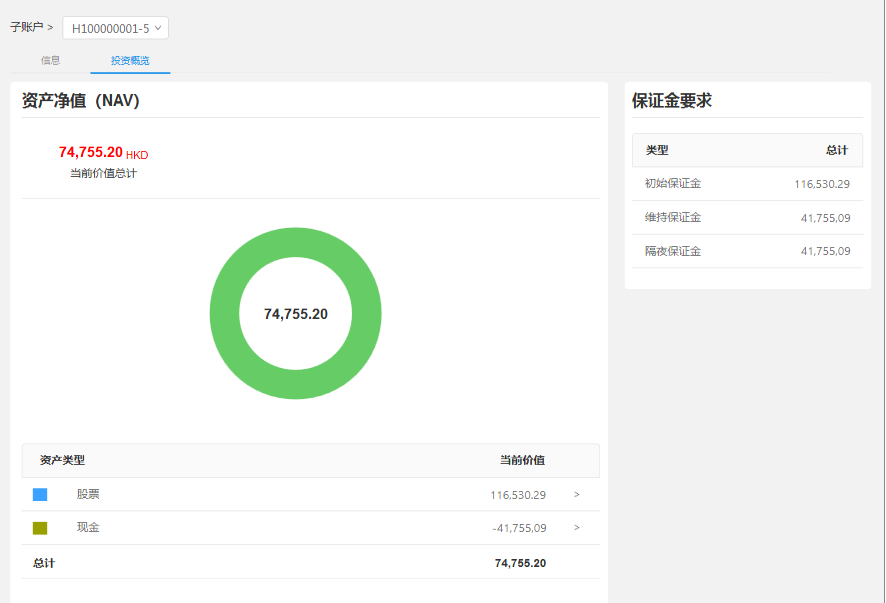 子账户 > H100000001-5
信息 投资概览
资产净值（NAV）
74,755.20 HKD
当前价值总计
74,755.20
资产类型 当前价值
股票 116,530.29 >
现金 -41,755,09 >
总计 74,755.20
保证金要求
类型 总计
初始保证金 116,530.29
维持保证金 41,755,09
隔夜保证金 41,755,09